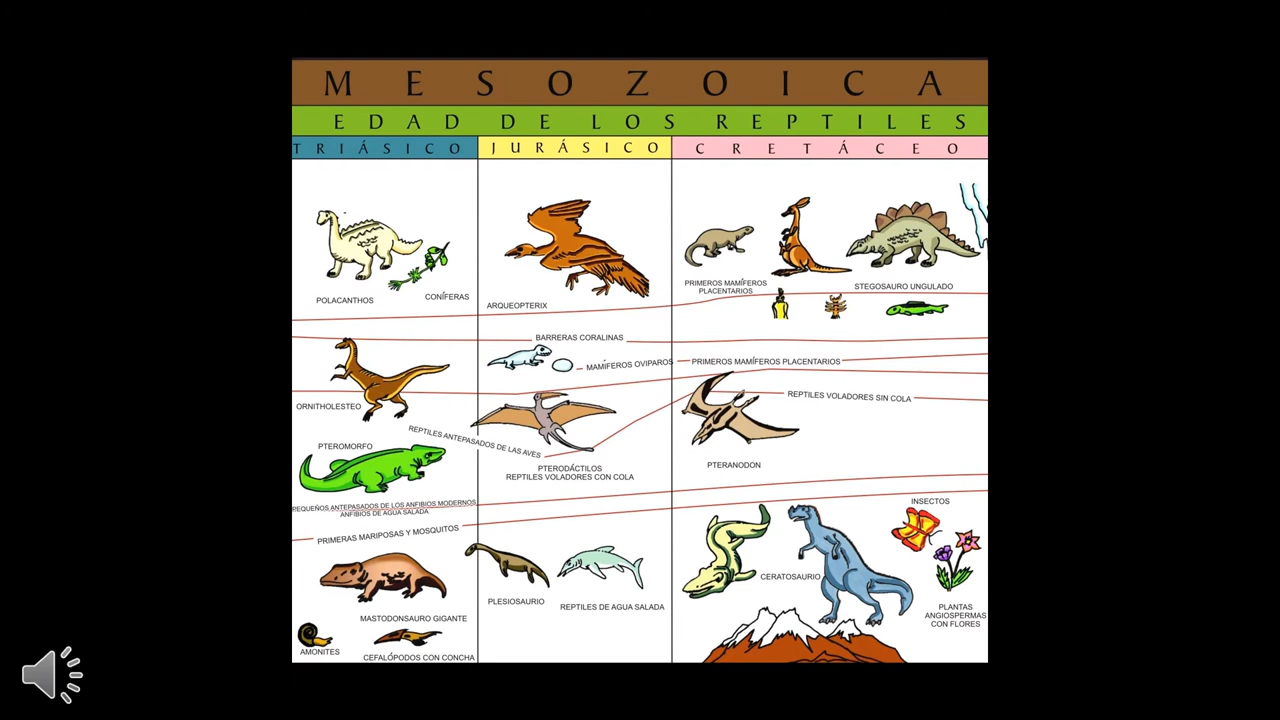 MESOZOICA
EDAD DE LOS REPTILES
TRIÁSICO
JURÁSICO
CRETÁCEO
POLACANTHOS
CONÍFERAS
ARQUEOPTERIX
PRIMEROS MAMÍFEROS
PLACENTARIOS
STEGOSAURO UNGULADO
BARRERAS CORALINAS
MAMÍFEROS OVIPAROS
PRIMEROS MAMÍFEROS PLACENTARIOS
REPTILES VOLADORES SIN COLA
ORNITHOLESTEO
REPTILES ANTEPASADOS DE LAS AVES
PTEROMORFO
PTERODÁCTILOS
REPTILES VOLADORES CON COLA
PTERANODON
PEQUEÑOS ANTEPASADOS DE LOS ANFIBIOS MODERNOS
ANFIBIOS DE AGUA SALADA
PRIMERAS MARIPOSAS Y MOSQUITOS
INSECTOS
CERATOSAURIO
PLESIOSAURIO
REPTILES DE AGUA SALADA
PLANTAS
ANGIOSPERMAS
CON FLORES
MASTODONSAURO GIGANTE
AMONITES
CEFALÓPODOS CON CONCHA